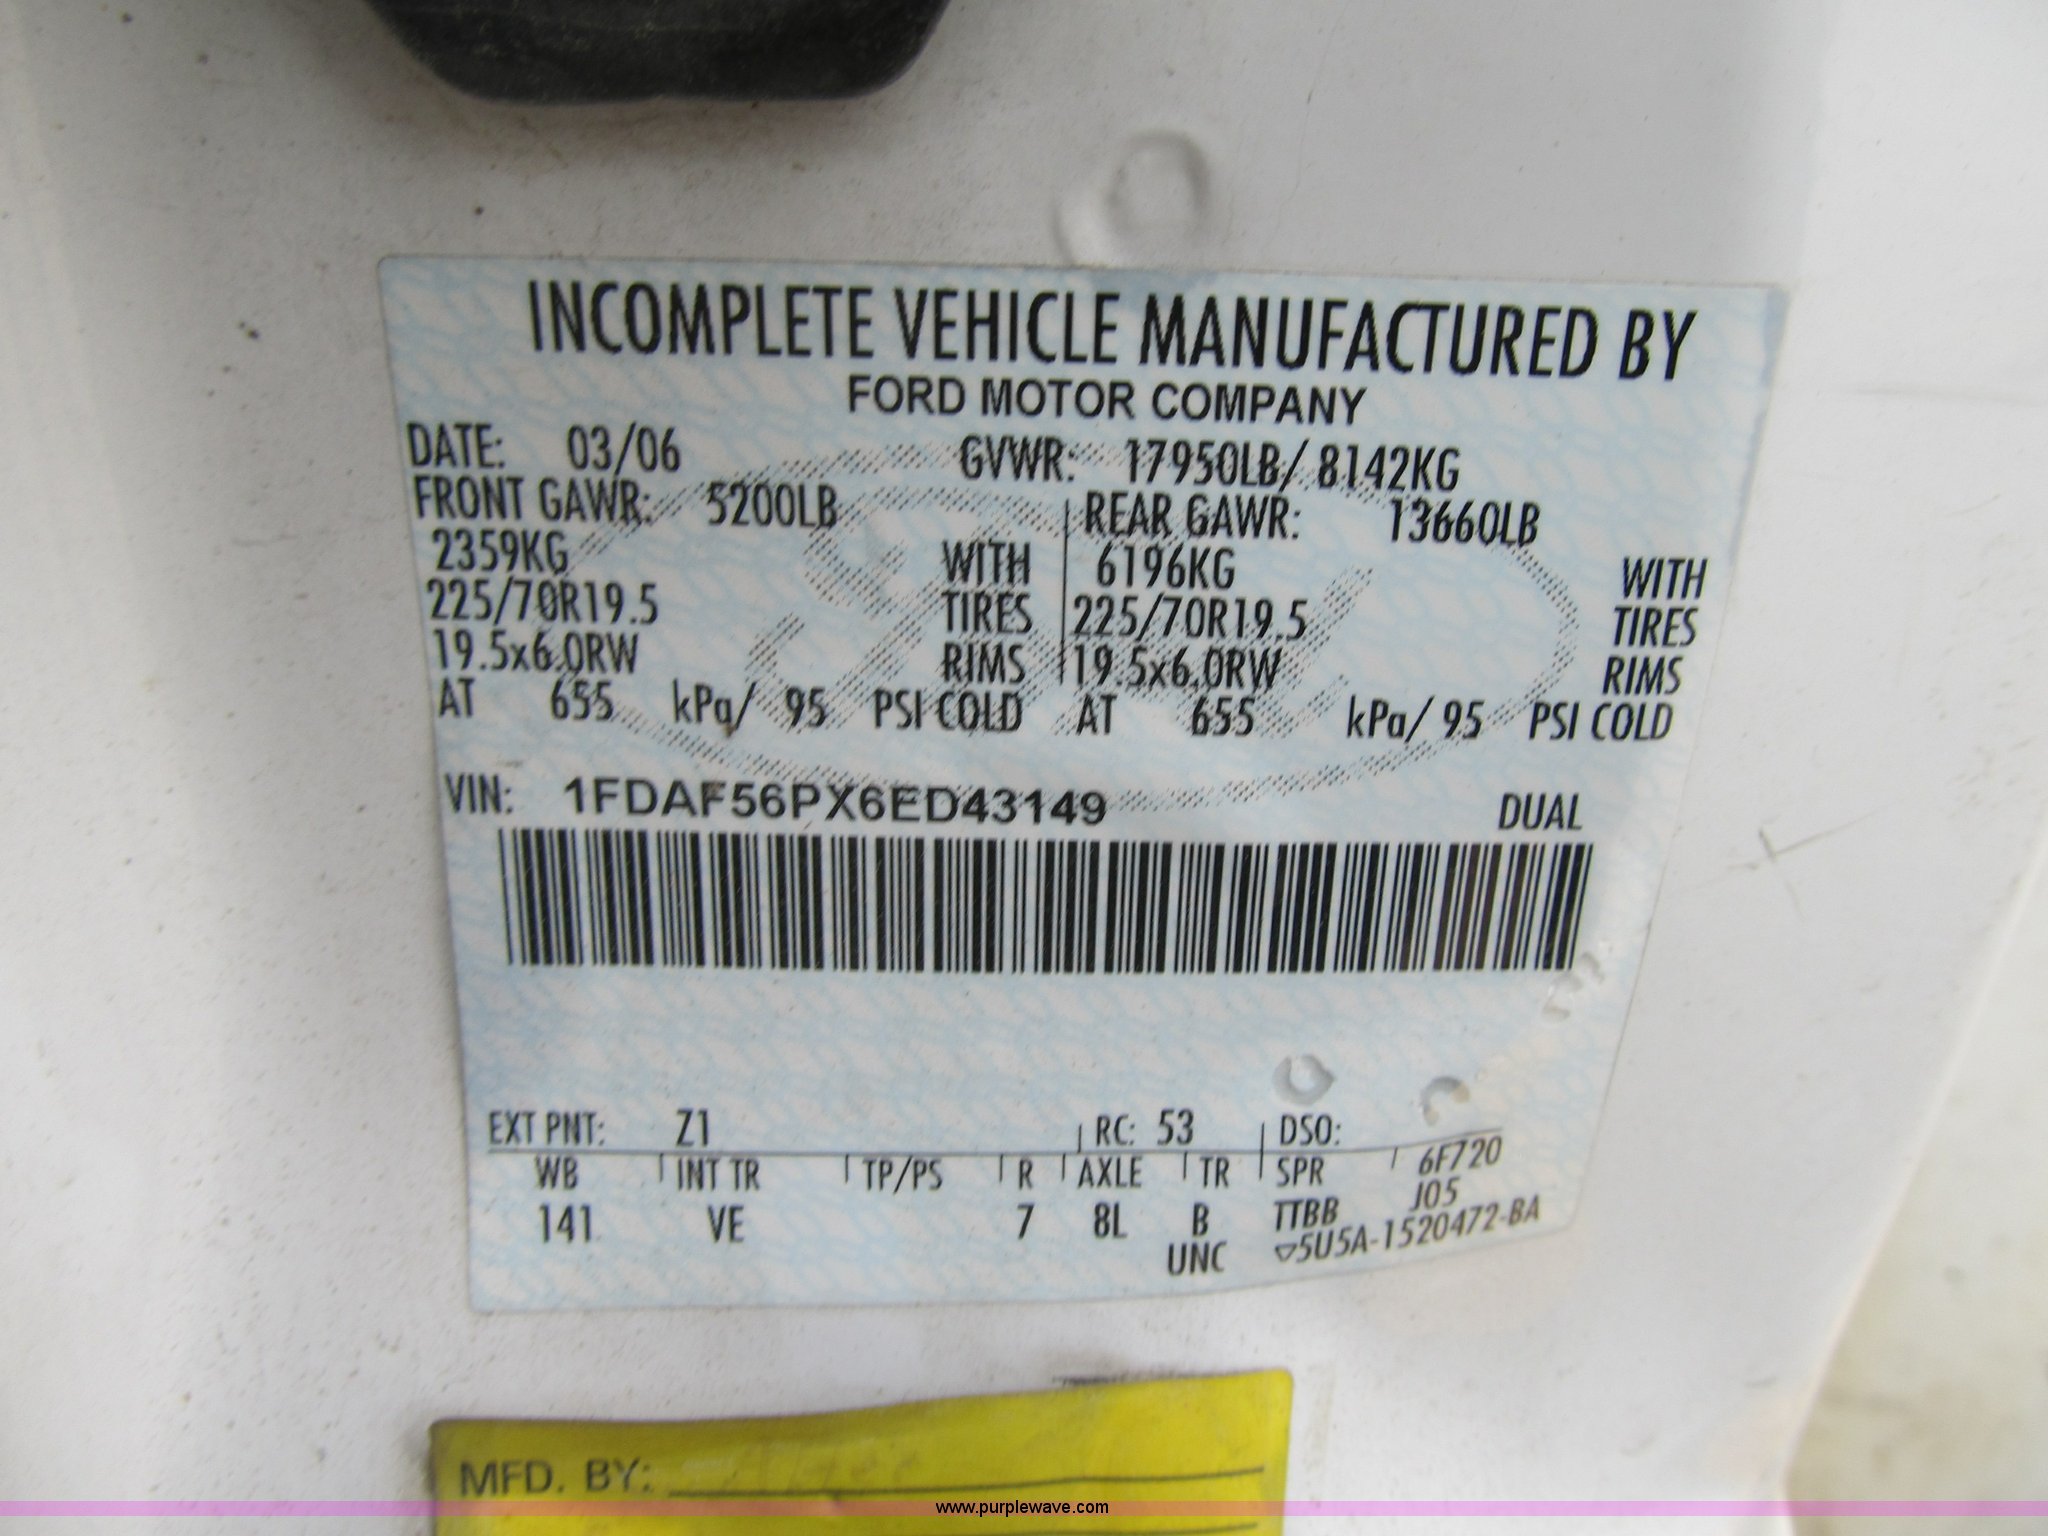 INCOMPLETE VEHICLE MANUFACTURED BY
FORD MOTOR COMPANY
DATE: 03/06 GVWR: 17950LB/ 8142KG
FRONT GAWR: 5200LB REAR GAWR: 13660LB
2359KG WITH 6196KG WITH
225/70R19.5 TIRES 225/70R19.5 TIRES
19.5x6.0RW RIMS 19.5x6.0RW RIMS
AT 655 kPa/ 95 PSI COLD AT 655 kPa/ 95 PSI COLD
VIN: 1FDAF56PX6ED43149 DUAL
EXT PNT: Z1 RC: 53 DSO:
WB INT TR TP/PS R AXLE TR SPR 6F720
141 VE 7 8L B TTBB J05
UNC ▽5U5A-1520472-BA
MFD. BY:
www.purplewave.com